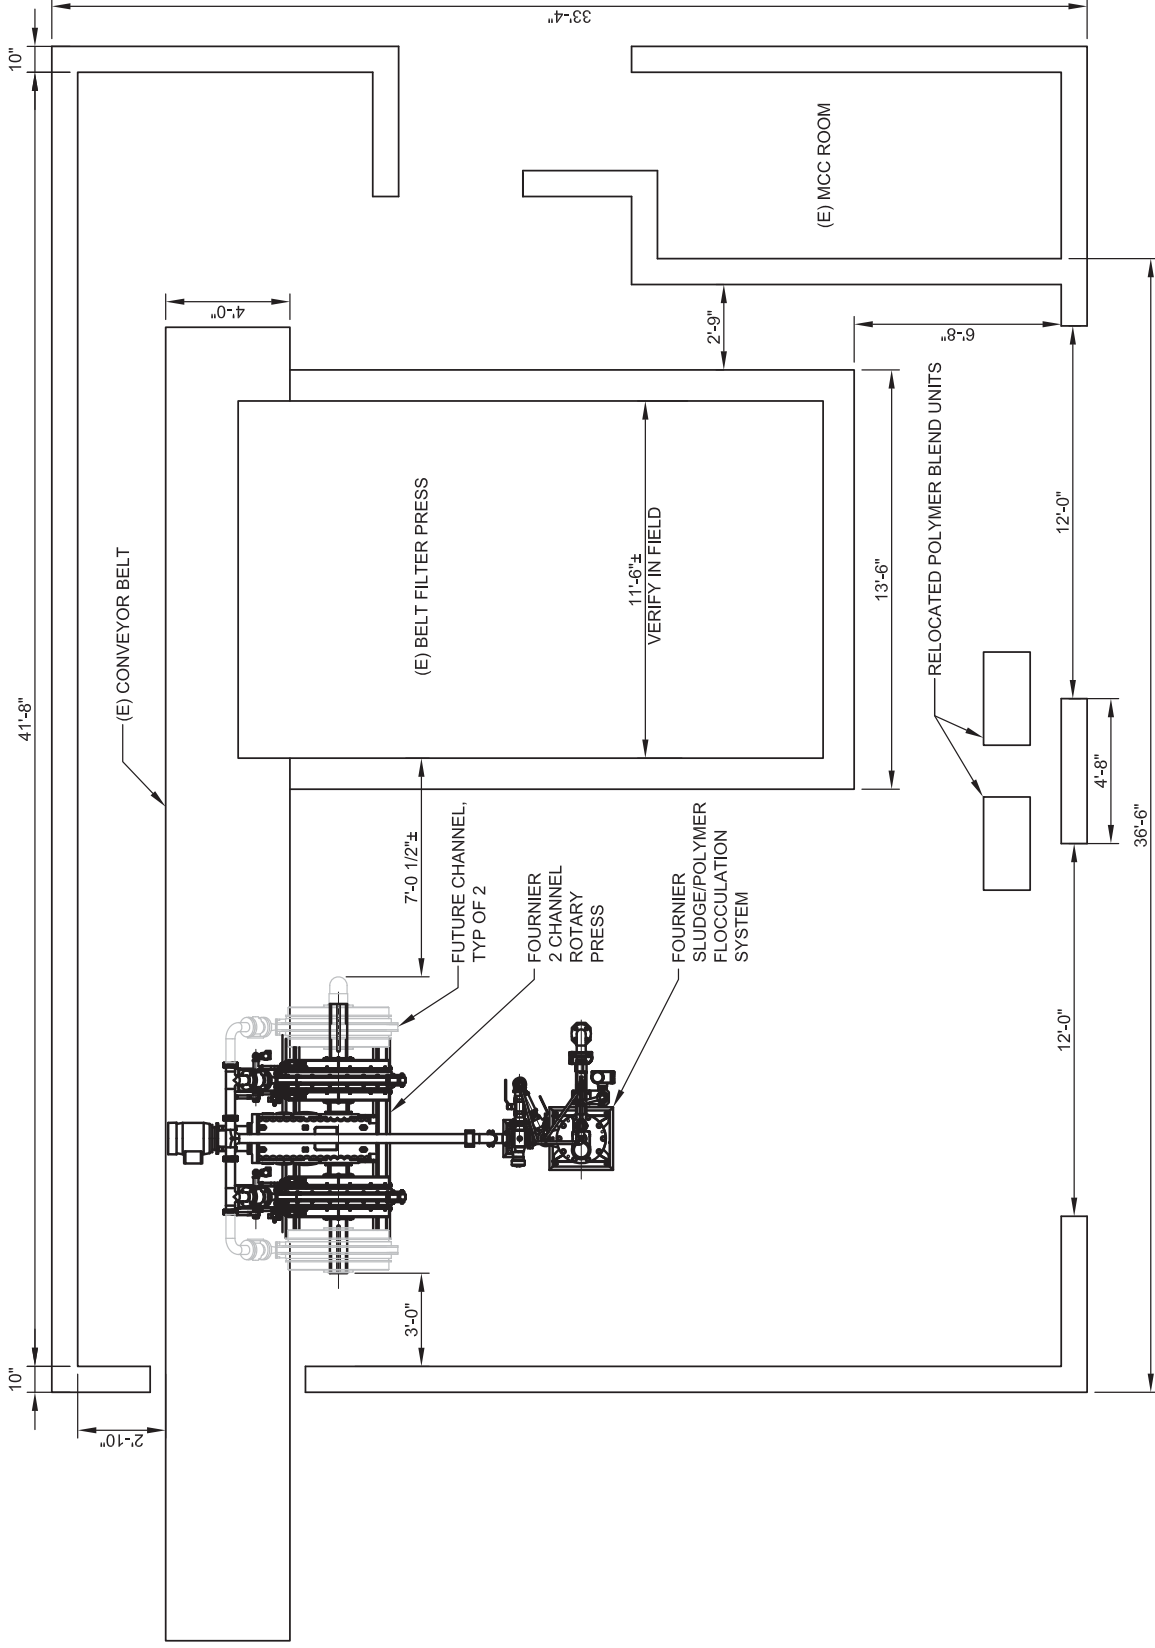 33'-4"
10"
41'-8"
10"
2'-10"
4'-0"
(E) CONVEYOR BELT
(E) MCC ROOM
(E) BELT FILTER PRESS
2'-9"
6'-8"
11'-6"±
VERIFY IN FIELD
13'-6"
7'-0 1/2"±
3'-0"
FUTURE CHANNEL,
TYP OF 2
FOURNIER
2 CHANNEL
ROTARY
PRESS
FOURNIER
SLUDGE/POLYMER
FLOCCULATION
SYSTEM
RELOCATED POLYMER BLEND UNITS
12'-0"
4'-8"
12'-0"
36'-6"